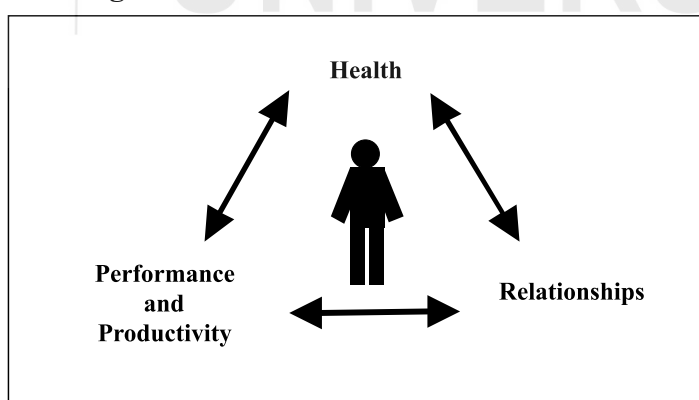 Health
Performance
and
Productivity
Relationships